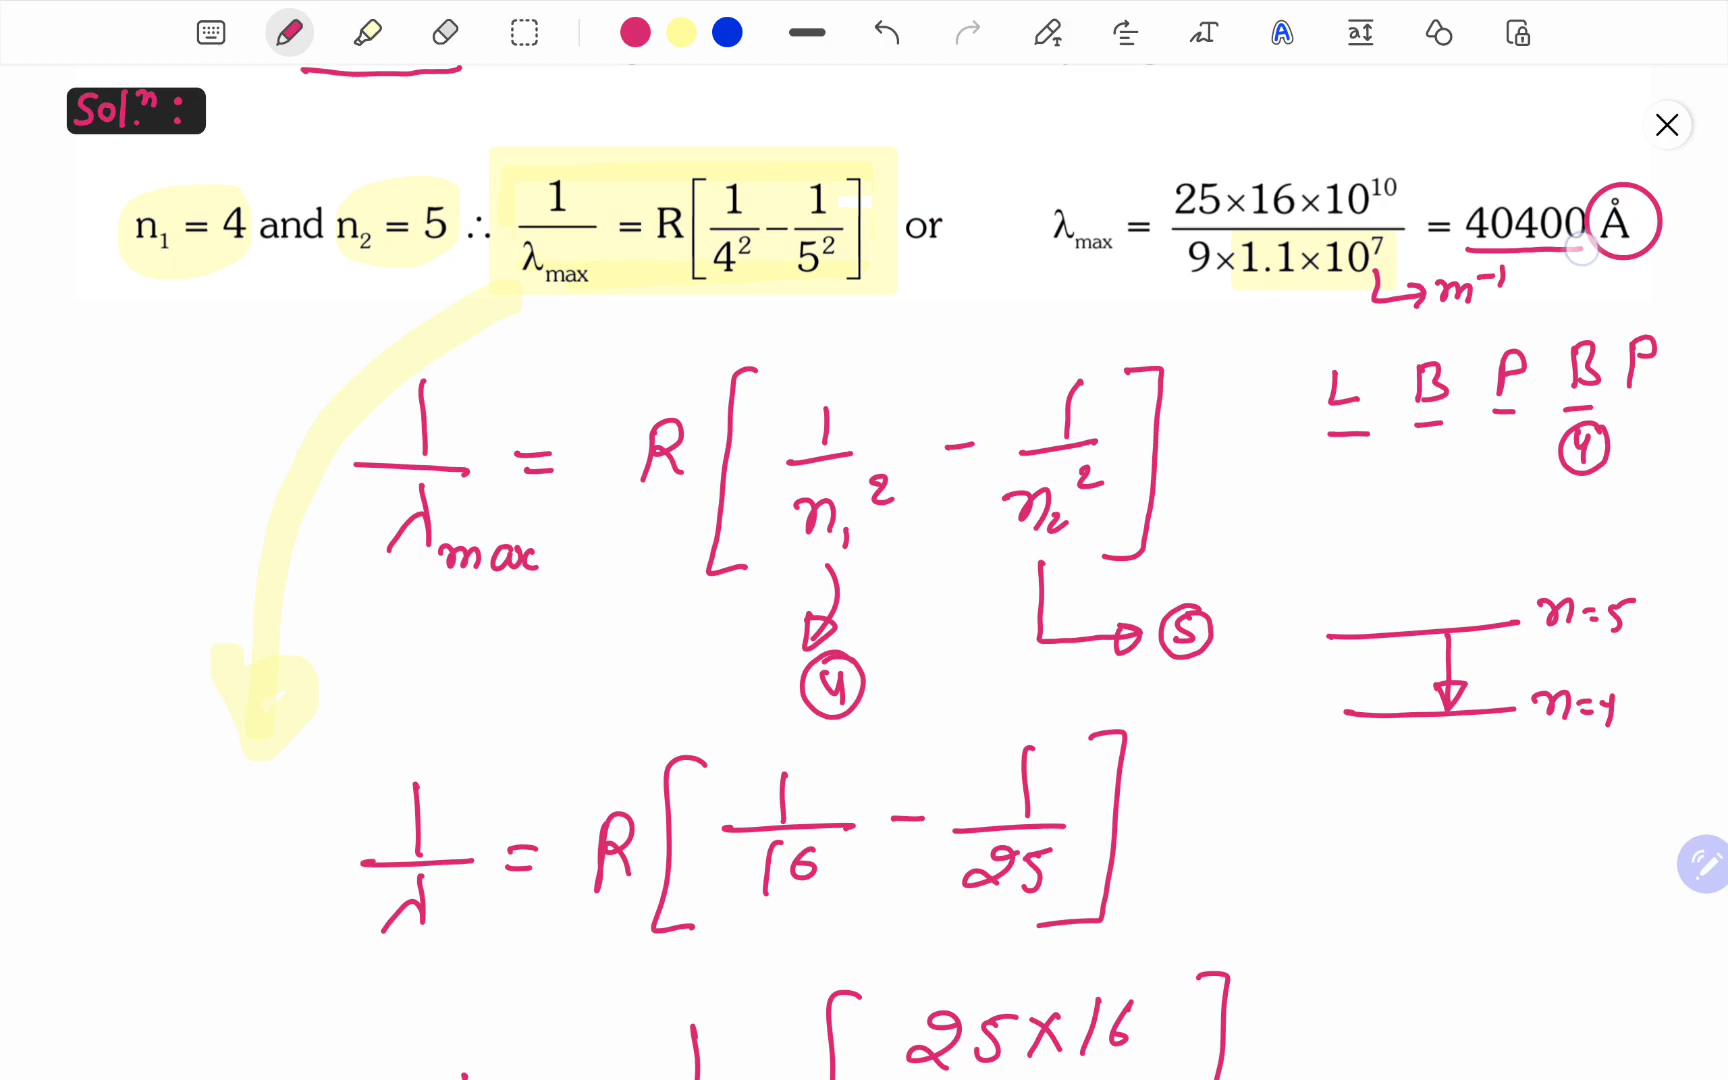 Sol.ⁿ :
n₁ = 4 and n₂ = 5 ∴ 1/λmax = R[1/4² − 1/5²] or λmax = 25×16×10¹⁰ / 9×1.1×10⁷ = 40400 Å
↳ m⁻¹
L B P B P
4
1/λmax = R[1/n₁² − 1/n₂²]
4
5
n=5
n=4
1/λ = R[1/16 − 1/25]
25×16